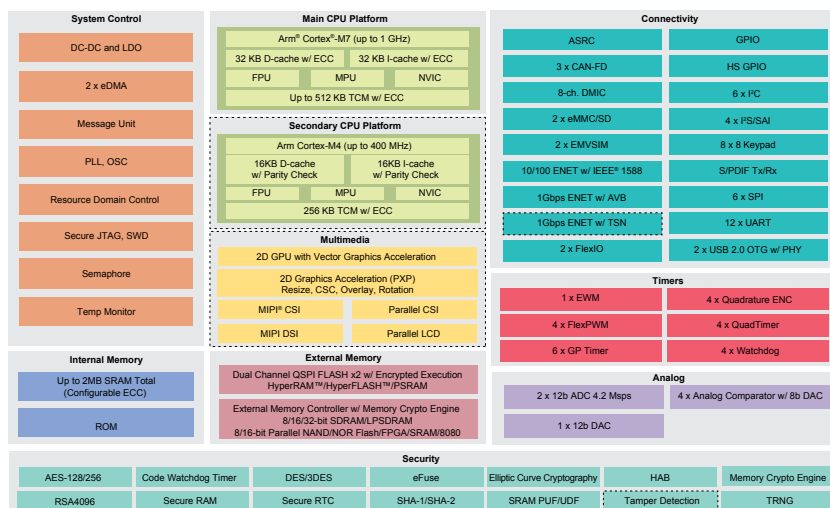 System Control
DC-DC and LDO
2 x eDMA
Message Unit
PLL, OSC
Resource Domain Control
Secure JTAG, SWD
Semaphore
Temp Monitor
Internal Memory
Up to 2MB SRAM Total
(Configurable ECC)
ROM
Main CPU Platform
Arm® Cortex®-M7 (up to 1 GHz)
32 KB D-cache w/ ECC
32 KB I-cache w/ ECC
FPU
MPU
NVIC
Up to 512 KB TCM w/ ECC
Secondary CPU Platform
Arm Cortex-M4 (up to 400 MHz)
16KB D-cache
w/ Parity Check
16KB I-cache
w/ Parity Check
FPU
MPU
NVIC
256 KB TCM w/ ECC
Multimedia
2D GPU with Vector Graphics Acceleration
2D Graphics Acceleration (PXP)
Resize, CSC, Overlay, Rotation
MIPI® CSI
Parallel CSI
MIPI DSI
Parallel LCD
External Memory
Dual Channel QSPI FLASH x2 w/ Encrypted Execution
HyperRAM™/HyperFLASH™/PSRAM
External Memory Controller w/ Memory Crypto Engine
8/16/32-bit SDRAM/LPSDRAM
8/16-bit Parallel NAND/NOR Flash/FPGA/SRAM/8080
Connectivity
ASRC
GPIO
3 x CAN-FD
HS GPIO
8-ch. DMIC
6 x I²C
2 x eMMC/SD
4 x I²S/SAI
2 x EMVSIM
8 x 8 Keypad
10/100 ENET w/ IEEE® 1588
S/PDIF Tx/Rx
1Gbps ENET w/ AVB
6 x SPI
1Gbps ENET w/ TSN
12 x UART
2 x FlexIO
2 x USB 2.0 OTG w/ PHY
Timers
1 x EWM
4 x Quadrature ENC
4 x FlexPWM
4 x QuadTimer
6 x GP Timer
4 x Watchdog
Analog
2 x 12b ADC 4.2 Msps
4 x Analog Comparator w/ 8b DAC
1 x 12b DAC
Security
AES-128/256
Code Watchdog Timer
DES/3DES
eFuse
Elliptic Curve Cryptography
HAB
Memory Crypto Engine
RSA4096
Secure RAM
Secure RTC
SHA-1/SHA-2
SRAM PUF/UDF
Tamper Detection
TRNG